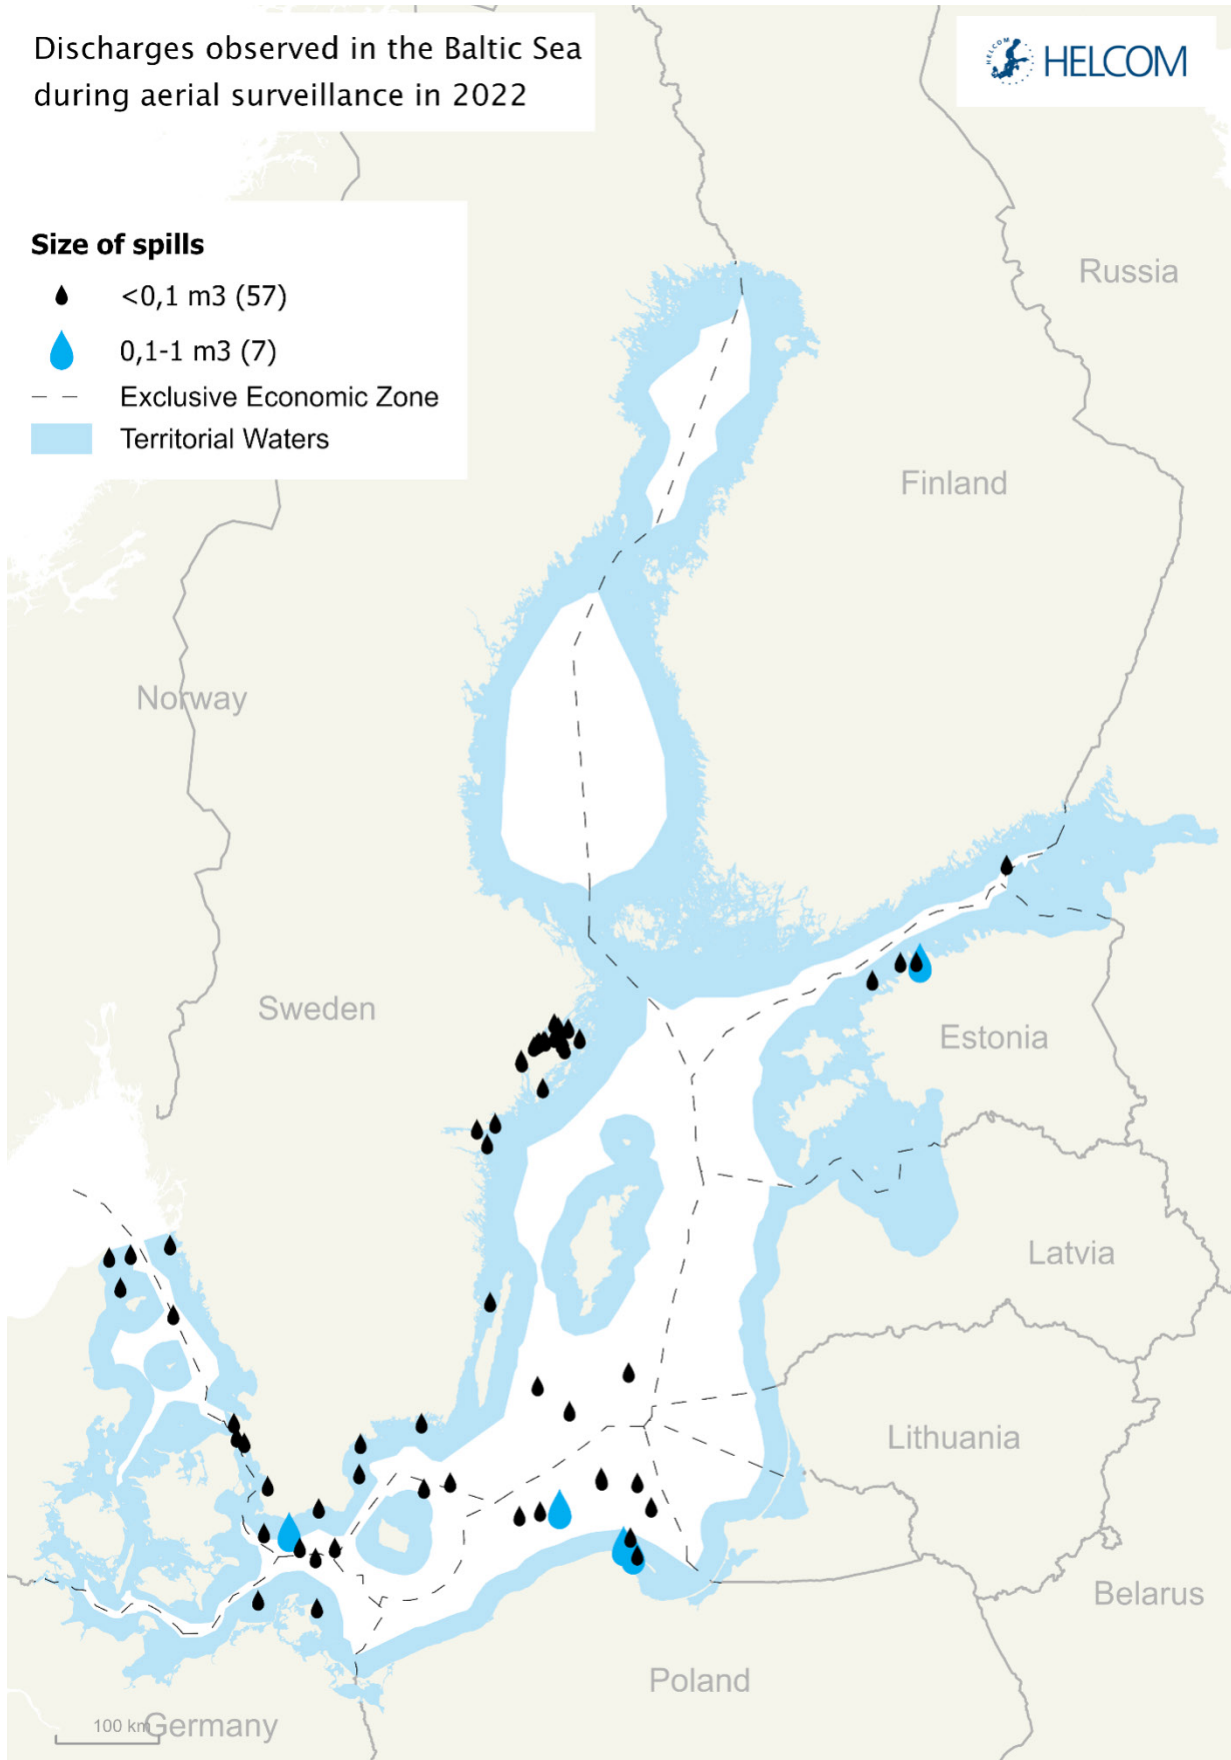 Discharges observed in the Baltic Sea
during aerial surveillance in 2022
HELCOM
HELCOM
Size of spills
<0,1 m3 (57)
0,1-1 m3 (7)
Exclusive Economic Zone
Territorial Waters
Russia
Finland
Norway
Sweden
Estonia
Latvia
Lithuania
Belarus
Poland
Germany
100 km